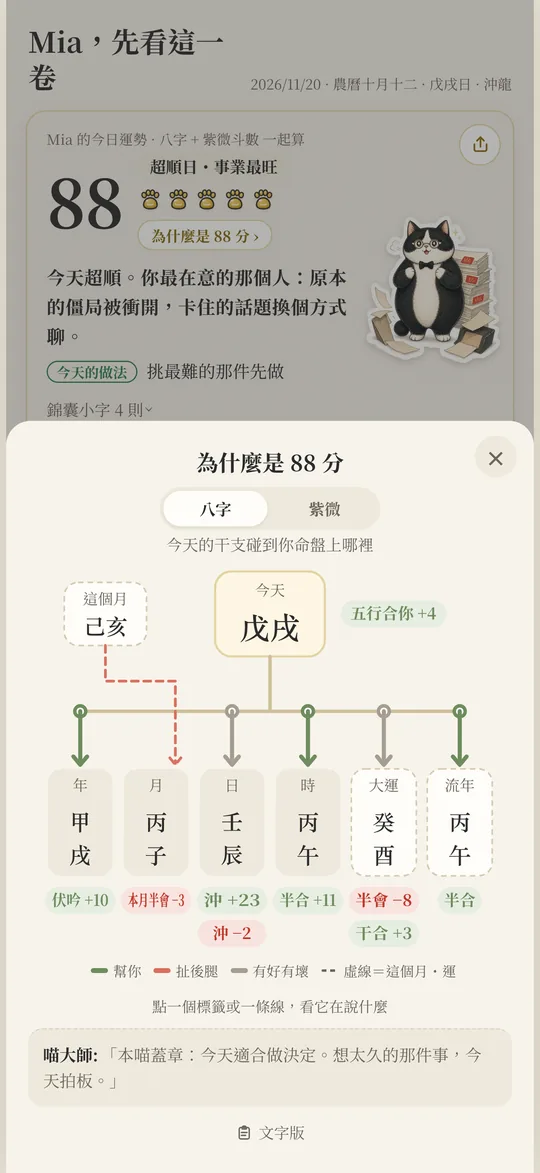 Mia，先看這一
卷
2026/11/20 · 農曆十月十二 · 戊戌日 · 沖龍
Mia 的今日運勢 · 八字 + 紫微斗數 一起算
88
超順日・事業最旺
為什麼是 88 分 ›
今天超順。你最在意的那個人：原本
的僵局被衝開，卡住的話題換個方式
聊。
今天的做法 挑最難的那件先做
錦囊小字 4 則
為什麼是 88 分
八字 紫微
今天的干支碰到你命盤上哪裡
這個月
己亥
今天
戊戌
五行合你 +4
年 月 日 時 大運 流年
甲 丙 壬 丙 癸 丙
戌 子 辰 午 酉 午
伏吟 +10 本月半會 −3 沖 +23 半合 +11 半會 −8 半合
沖 −2 干合 +3
幫你 扯後腿 有好有壞 虛線＝這個月・運
點一個標籤或一條線，看它在說什麼
喵大師:「本喵蓋章：今天適合做決定。想太久的那件事，今
天拍板。」
文字版